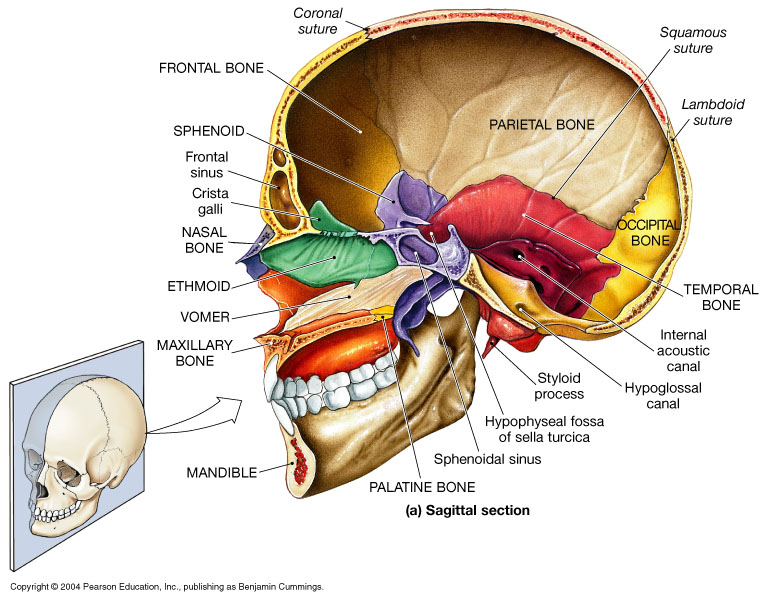 Coronal
suture
Squamous
suture
FRONTAL BONE
Lambdoid
suture
PARIETAL BONE
SPHENOID
Frontal
sinus
Crista
galli
NASAL
BONE
OCCIPITAL
BONE
ETHMOID
TEMPORAL
BONE
VOMER
MAXILLARY
BONE
Internal
acoustic
canal
Styloid
process
Hypoglossal
canal
Hypophyseal fossa
of sella turcica
Sphenoidal sinus
MANDIBLE
PALATINE BONE
(a) Sagittal section
Copyright © 2004 Pearson Education, Inc., publishing as Benjamin Cummings.